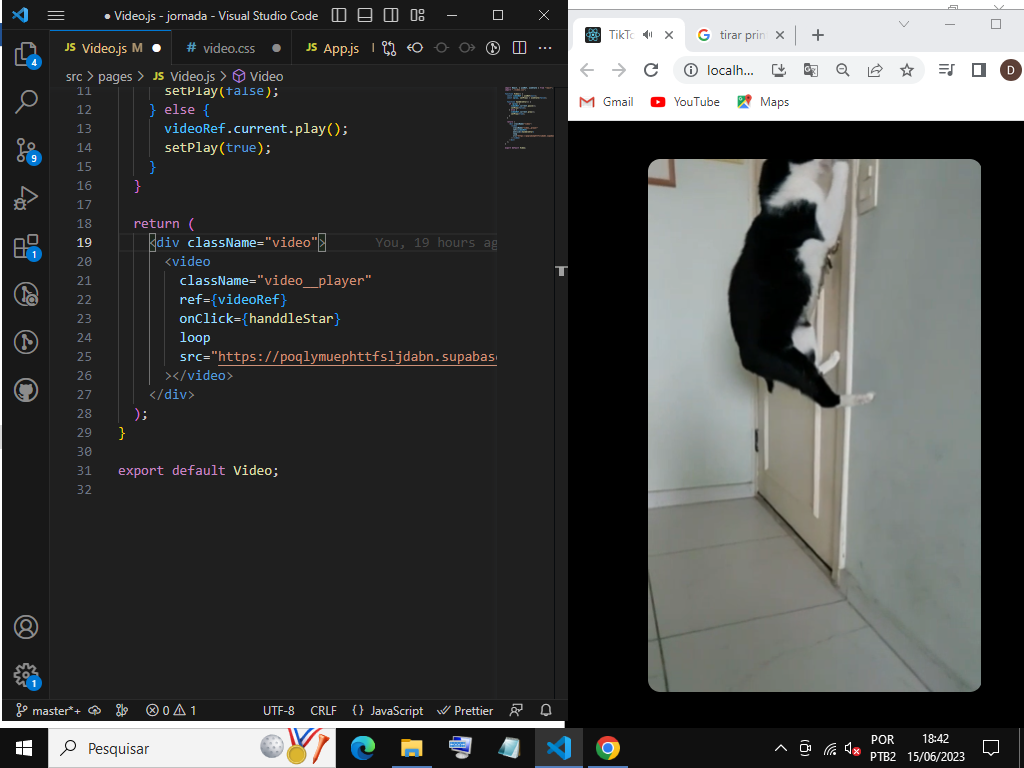 ● Video.js - jornada - Visual Studio Code
JS Video.js M ●
# video.css ●
JS App.js
src > pages > JS Video.js > Video
11 setPlay(false);
12 } else {
13 videoRef.current.play();
14 setPlay(true);
15 }
16 }
17
18 return (
19 <div className="video"> You, 19 hours ag
20 <video
21 className="video__player"
22 ref={videoRef}
23 onClick={handdleStar}
24 loop
25 src="https://poqlymuephttfsljdabn.supabase
26 ></video>
27 </div>
28 );
29 }
30
31 export default Video;
32
4
9
1
1
master*+
0 1
UTF-8
CRLF
{} JavaScript
Prettier
TikTo
tirar prin
localh...
D
Gmail
YouTube
Maps
Pesquisar
POR
PTB2
18:42
15/06/2023